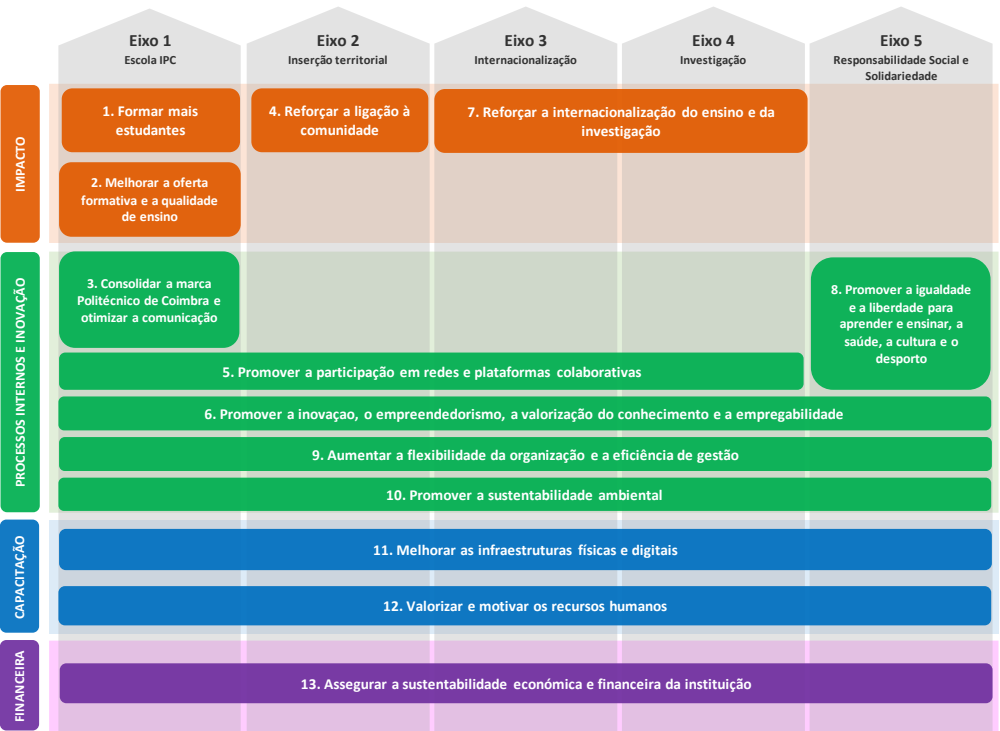 Eixo 1
Escola IPC
Eixo 2
Inserção territorial
Eixo 3
Internacionalização
Eixo 4
Investigação
Eixo 5
Responsabilidade Social e
Solidariedade
IMPACTO
1. Formar mais
estudantes
4. Reforçar a ligação à
comunidade
7. Reforçar a internacionalização do ensino e da
investigação
2. Melhorar a oferta
formativa e a qualidade
de ensino
PROCESSOS INTERNOS E INOVAÇÃO
3. Consolidar a marca
Politécnico de Coimbra e
otimizar a comunicação
8. Promover a igualdade
e a liberdade para
aprender e ensinar, a
saúde, a cultura e o
desporto
5. Promover a participação em redes e plataformas colaborativas
6. Promover a inovaçao, o empreendedorismo, a valorização do conhecimento e a empregabilidade
9. Aumentar a flexibilidade da organização e a eficiência de gestão
10. Promover a sustentabilidade ambiental
CAPACITAÇÃO
11. Melhorar as infraestruturas físicas e digitais
12. Valorizar e motivar os recursos humanos
FINANCEIRA
13. Assegurar a sustentabilidade económica e financeira da instituição